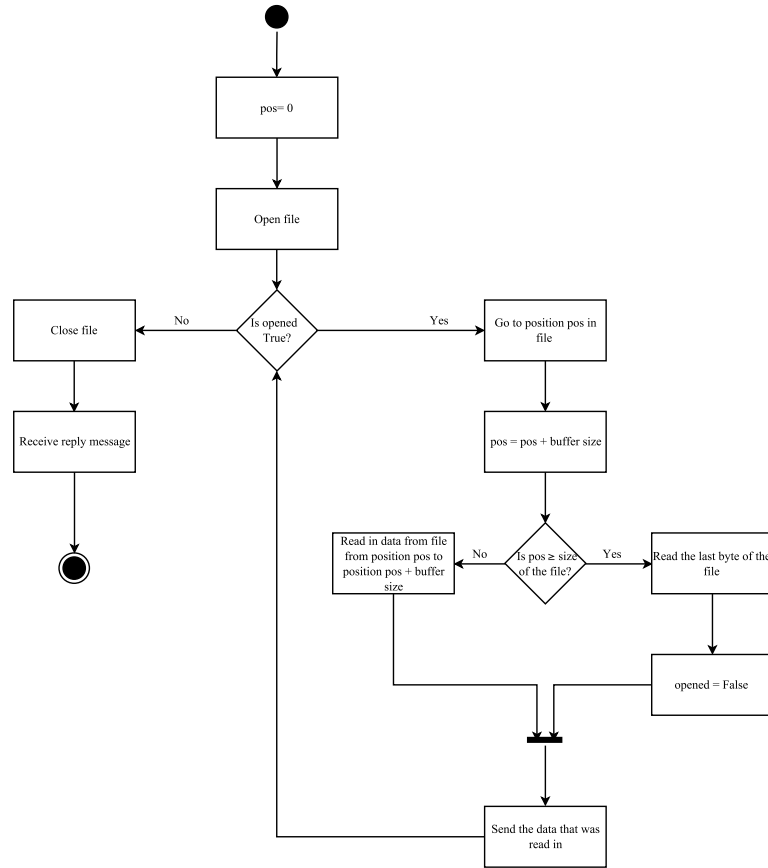 pos= 0
Open file
Is opened
True?
No
Yes
Close file
Go to position pos in
file
Receive reply message
pos = pos + buffer size
Read in data from file
from position pos to
position pos + buffer
size
No
Is pos ≥ size
of the file?
Yes
Read the last byte of the
file
opened = False
Send the data that was
read in